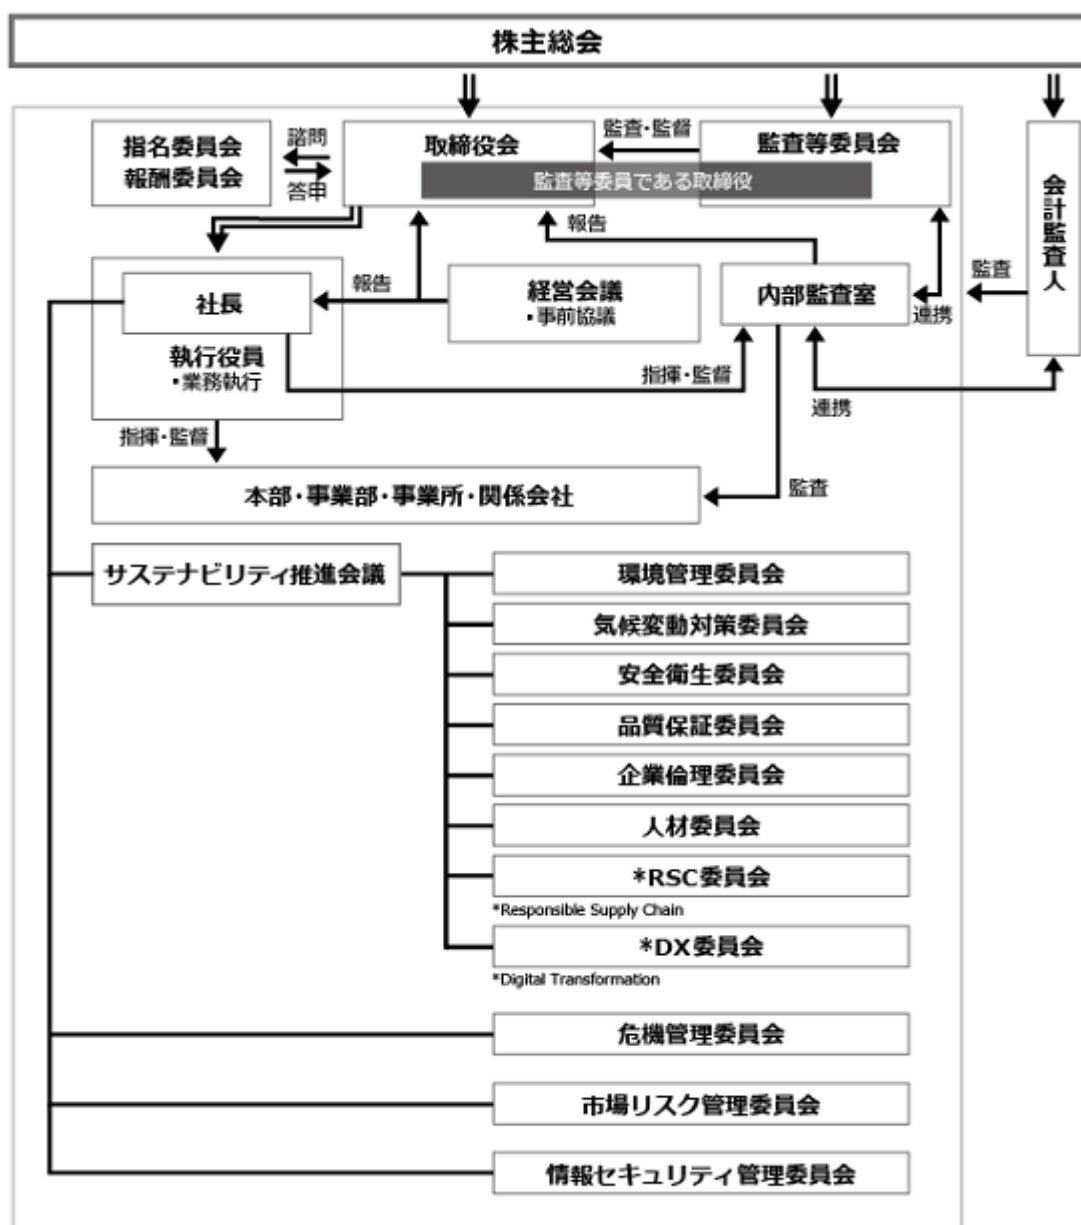 株主総会
指名委員会
報酬委員会
諮問
答申
取締役会
監査・監督
監査等委員会
監査等委員である取締役
会計監査人
報告
社長
執行役員
・業務執行
報告
経営会議
・事前協議
内部監査室
連携
監査
指揮・監督
連携
指揮・監督
本部・事業部・事業所・関係会社
監査
サステナビリティ推進会議
環境管理委員会
気候変動対策委員会
安全衛生委員会
品質保証委員会
企業倫理委員会
人材委員会
*RSC委員会
*Responsible Supply Chain
*DX委員会
*Digital Transformation
危機管理委員会
市場リスク管理委員会
情報セキュリティ管理委員会